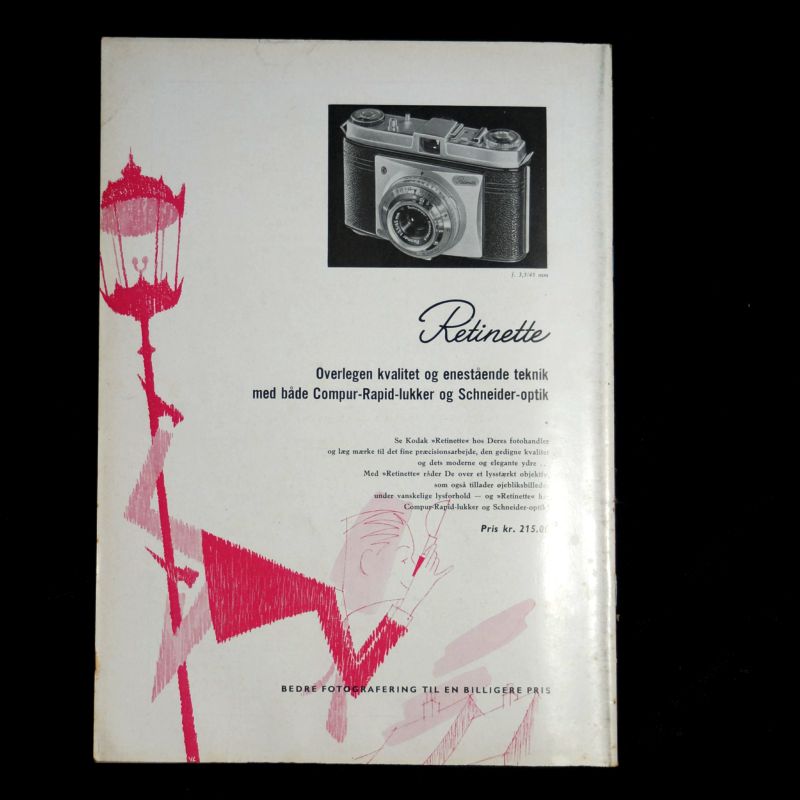 Retinette
f. 3,5/45 mm
Retinette
Overlegen kvalitet og enestående teknik
med både Compur-Rapid-lukker og Schneider-optik
Se Kodak »Retinette« hos Deres fotohandler
og læg mærke til det fine præcisionsarbejde, den gedigne kvalitet
og dets moderne og elegante ydre ...
Med »Retinette« råder De over et lysstærkt objektiv,
som også tillader øjebliksbilleder
under vanskelige lysforhold — og »Retinette« har
Compur-Rapid-lukker og Schneider-optik!
Pris kr. 215.00
BEDRE FOTOGRAFERING TIL EN BILLIGERE PRIS